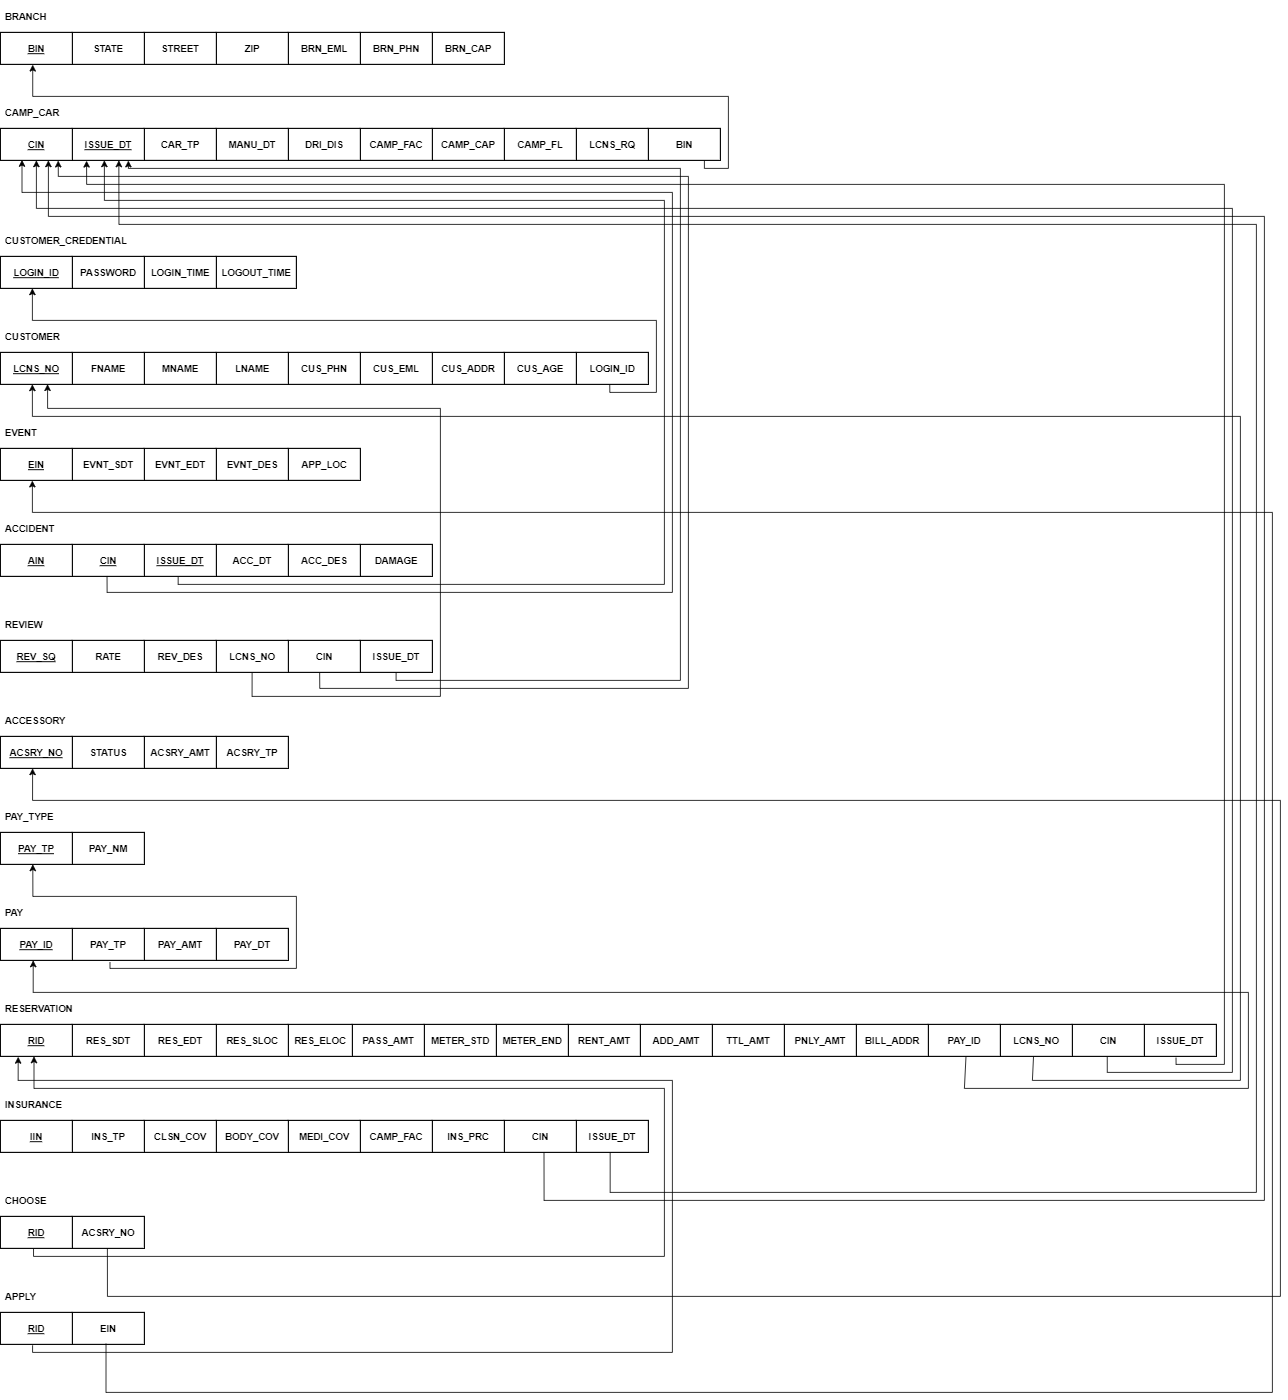 BRANCH
BIN STATE STREET ZIP BRN_EML BRN_PHN BRN_CAP
CAMP_CAR
CIN ISSUE_DT CAR_TP MANU_DT DRI_DIS CAMP_FAC CAMP_CAP CAMP_FL LCNS_RQ BIN
CUSTOMER_CREDENTIAL
LOGIN_ID PASSWORD LOGIN_TIME LOGOUT_TIME
CUSTOMER
LCNS_NO FNAME MNAME LNAME CUS_PHN CUS_EML CUS_ADDR CUS_AGE LOGIN_ID
EVENT
EIN EVNT_SDT EVNT_EDT EVNT_DES APP_LOC
ACCIDENT
AIN CIN ISSUE_DT ACC_DT ACC_DES DAMAGE
REVIEW
REV_SQ RATE REV_DES LCNS_NO CIN ISSUE_DT
ACCESSORY
ACSRY_NO STATUS ACSRY_AMT ACSRY_TP
PAY_TYPE
PAY_TP PAY_NM
PAY
PAY_ID PAY_TP PAY_AMT PAY_DT
RESERVATION
RID RES_SDT RES_EDT RES_SLOC RES_ELOC PASS_AMT METER_STD METER_END RENT_AMT ADD_AMT TTL_AMT PNLY_AMT BILL_ADDR PAY_ID LCNS_NO CIN ISSUE_DT
INSURANCE
IIN INS_TP CLSN_COV BODY_COV MEDI_COV CAMP_FAC INS_PRC CIN ISSUE_DT
CHOOSE
RID ACSRY_NO
APPLY
RID EIN